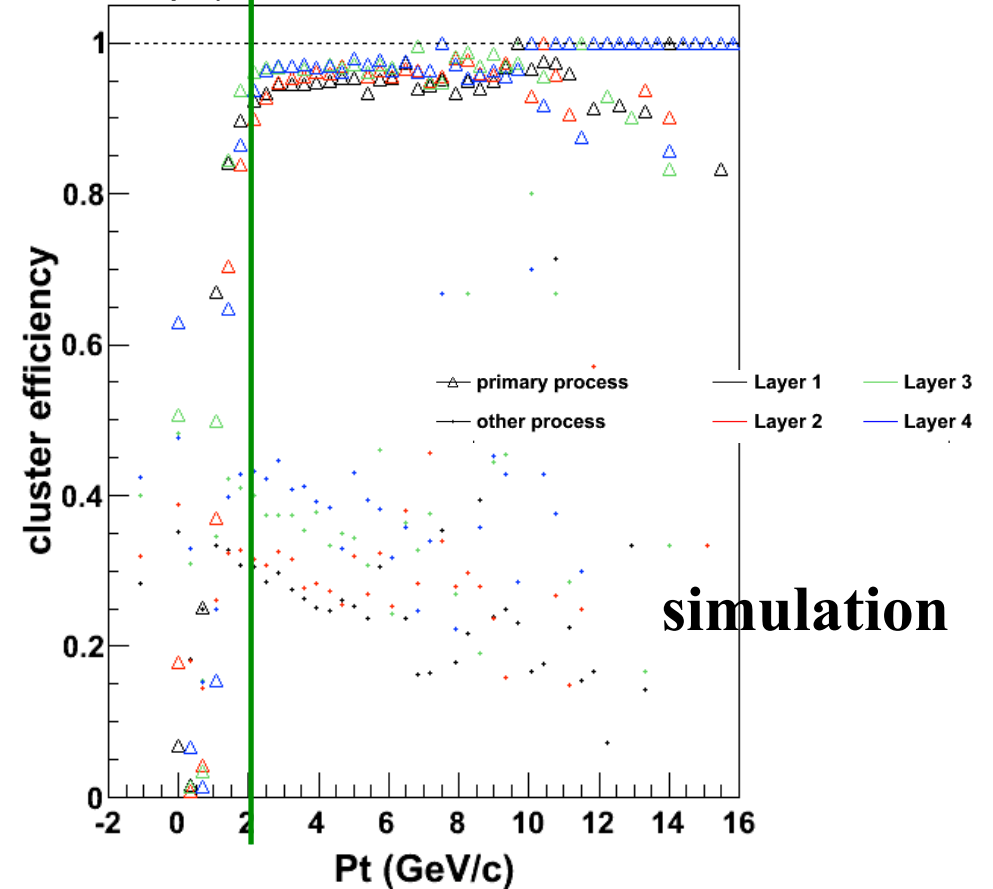 1
0.8
0.6
0.4
0.2
0
cluster efficiency
primary process
Layer 1
Layer 3
other process
Layer 2
Layer 4
simulation
-2 0 2 4 6 8 10 12 14 16
Pt (GeV/c)